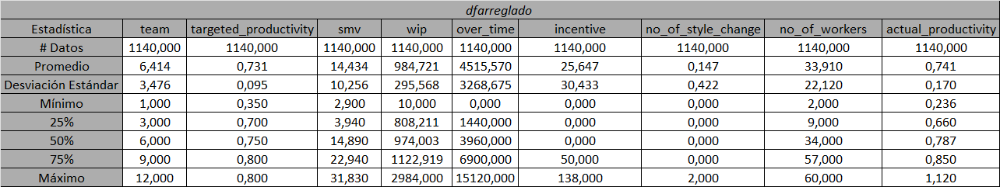 dfarreglado
Estadística team targeted_productivity smv wip over_time incentive no_of_style_change no_of_workers actual_productivity
# Datos 1140,000 1140,000 1140,000 1140,000 1140,000 1140,000 1140,000 1140,000 1140,000
Promedio 6,414 0,731 14,434 984,721 4515,570 25,647 0,147 33,910 0,741
Desviación Estándar 3,476 0,095 10,256 295,568 3268,675 30,433 0,422 22,120 0,170
Mínimo 1,000 0,350 2,900 10,000 0,000 0,000 0,000 2,000 0,236
25% 3,000 0,700 3,940 808,211 1440,000 0,000 0,000 9,000 0,660
50% 6,000 0,750 14,890 974,003 3960,000 0,000 0,000 34,000 0,787
75% 9,000 0,800 22,940 1122,919 6900,000 50,000 0,000 57,000 0,850
Máximo 12,000 0,800 31,830 2984,000 15120,000 138,000 2,000 60,000 1,120